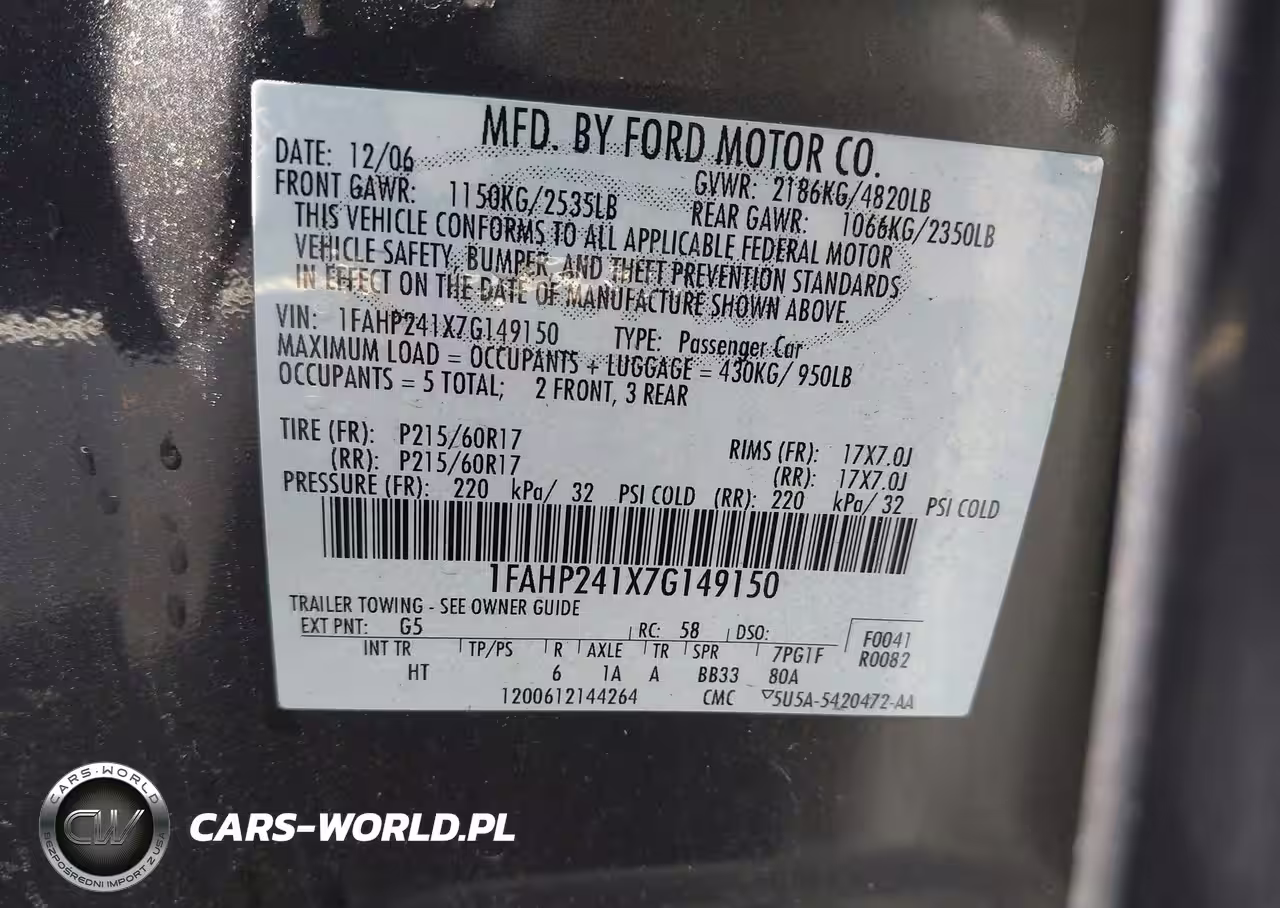 MFD. BY FORD MOTOR CO.
DATE: 12/06 GVWR: 2186KG/4820LB
FRONT GAWR: 1150KG/2535LB REAR GAWR: 1066KG/2350LB
THIS VEHICLE CONFORMS TO ALL APPLICABLE FEDERAL MOTOR
VEHICLE SAFETY, BUMPER, AND THEFT PREVENTION STANDARDS
IN EFFECT ON THE DATE OF MANUFACTURE SHOWN ABOVE.
VIN: 1FAHP241X7G149150 TYPE: Passenger Car
MAXIMUM LOAD = OCCUPANTS + LUGGAGE = 430KG/ 950LB
OCCUPANTS = 5 TOTAL; 2 FRONT, 3 REAR
TIRE (FR): P215/60R17 RIMS (FR): 17X7.0J
(RR): P215/60R17 (RR): 17X7.0J
PRESSURE (FR): 220 kPa/ 32 PSI COLD (RR): 220 kPa/ 32 PSI COLD
1FAHP241X7G149150
TRAILER TOWING - SEE OWNER GUIDE
EXT PNT: G5 RC: 58 DSO: F0041
INT TR TP/PS R AXLE TR SPR 7PG1F R0082
HT 6 1A A BB33 80A
1200612144264 CMC 5U5A-5420472-AA
CARS-WORLD
CW
BEZPOŚREDNI IMPORT Z USA
CARS-WORLD.PL